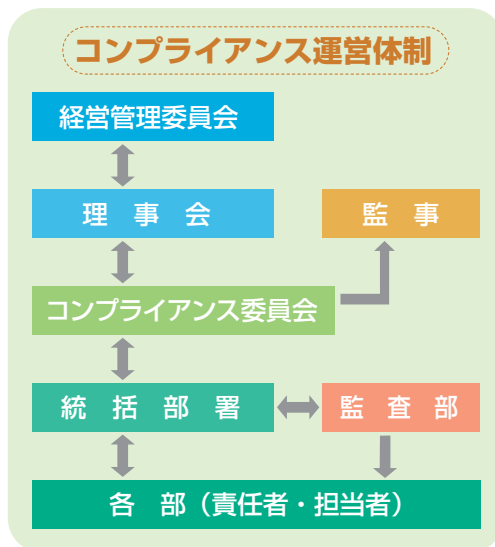 コンプライアンス運営体制
経営管理委員会
理　事　会
監　事
コンプライアンス委員会
統　括　部　署
監　査　部
各　部（責任者・担当者）